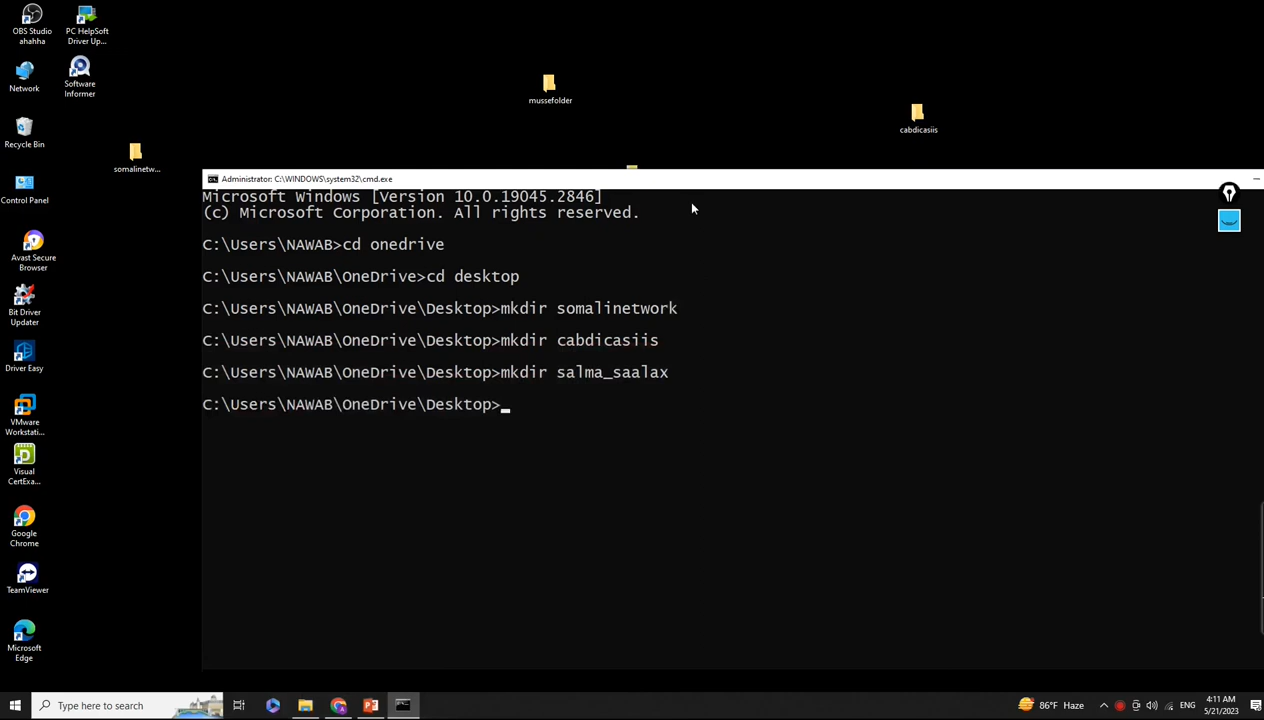 OBS Studio
ahahha
PC HelpSoft
Driver Up...
Network
Software
Informer
mussefolder
cabdicasiis
Recycle Bin
somalinetw...
Control Panel
Administrator: C:\WINDOWS\system32\cmd.exe
Microsoft Windows [Version 10.0.19045.2846]
(c) Microsoft Corporation. All rights reserved.
C:\Users\NAWAB>cd onedrive
C:\Users\NAWAB\OneDrive>cd desktop
C:\Users\NAWAB\OneDrive\Desktop>mkdir somalinetwork
C:\Users\NAWAB\OneDrive\Desktop>mkdir cabdicasiis
C:\Users\NAWAB\OneDrive\Desktop>mkdir salma_saalax
C:\Users\NAWAB\OneDrive\Desktop>
Avast Secure
Browser
Bit Driver
Updater
Driver Easy
VMware
Workstati...
Visual
CertExa...
Google
Chrome
TeamViewer
Microsoft
Edge
Type here to search
86°F Haze
ENG
4:11 AM
5/21/2023